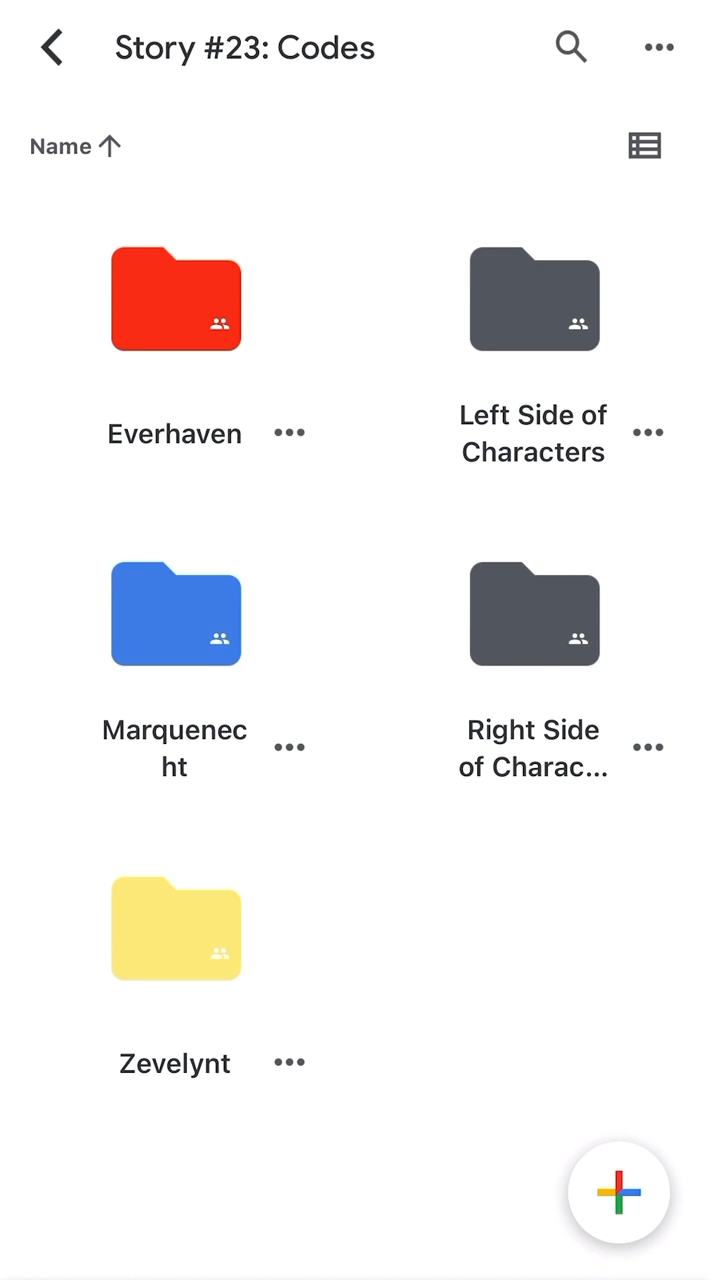 Story #23: Codes
Name
Everhaven
Left Side of
Characters
Marquenec
ht
Right Side
of Charac...
Zevelynt